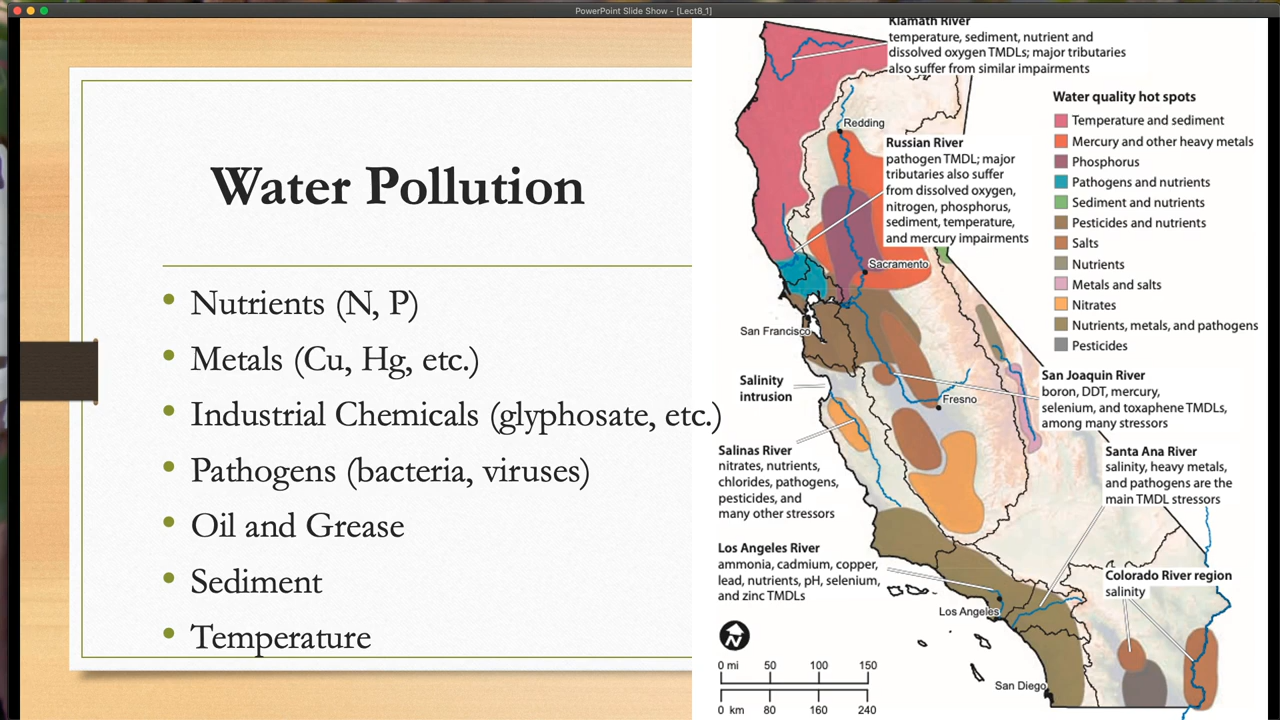 PowerPoint Slide Show - [Lect8_1]
Water Pollution
• Nutrients (N, P)
• Metals (Cu, Hg, etc.)
• Industrial Chemicals (glyphosate, etc.)
• Pathogens (bacteria, viruses)
• Oil and Grease
• Sediment
• Temperature
Klamath River
temperature, sediment, nutrient and
dissolved oxygen TMDLs; major tributaries
also suffer from similar impairments
Water quality hot spots
Temperature and sediment
Mercury and other heavy metals
Phosphorus
Pathogens and nutrients
Sediment and nutrients
Pesticides and nutrients
Salts
Nutrients
Metals and salts
Nitrates
Nutrients, metals, and pathogens
Pesticides
Redding
Russian River
pathogen TMDL; major
tributaries also suffer
from dissolved oxygen,
nitrogen, phosphorus,
sediment, temperature,
and mercury impairments
Sacramento
San Francisco
Salinity
intrusion
San Joaquin River
boron, DDT, mercury,
selenium, and toxaphene TMDLs,
among many stressors
Fresno
Salinas River
nitrates, nutrients,
chlorides, pathogens,
pesticides, and
many other stressors
Santa Ana River
salinity, heavy metals,
and pathogens are the
main TMDL stressors
Los Angeles River
ammonia, cadmium, copper,
lead, nutrients, pH, selenium,
and zinc TMDLs
Colorado River region
salinity
Los Angeles
San Diego
N
0 mi 50 100 150
0 km 80 160 240